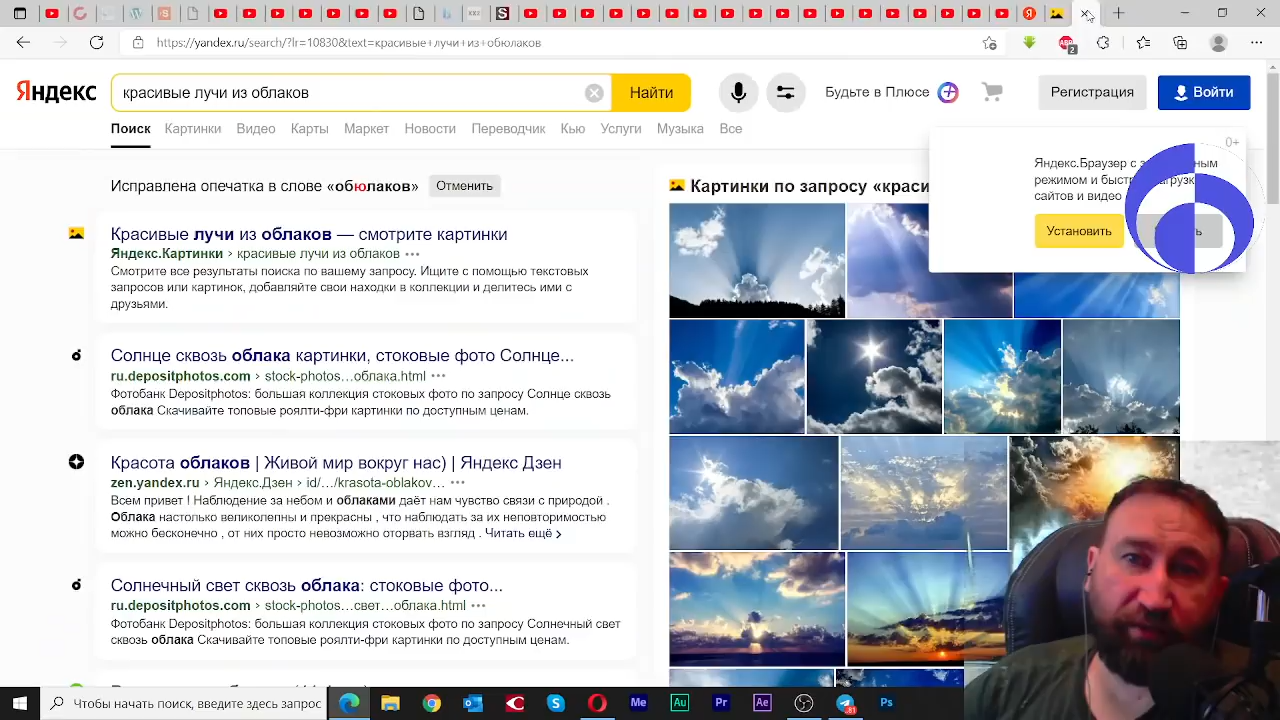 https://yandex.ru/search/?lr=10830&text=красивые+лучи+из+обюлаков
ABP
2
Яндекс
красивые лучи из облаков
Найти
Будьте в Плюсе
Регистрация
Войти
Поиск
Картинки
Видео
Карты
Маркет
Новости
Переводчик
Кью
Услуги
Музыка
Все
0+
Яндекс.Браузер с
режимом и
сайтов и видео
Установить
Исправлена опечатка в слове «обюлаков»
Отменить
Красивые лучи из облаков — смотрите картинки
Яндекс.Картинки › красивые лучи из облаков •••
Смотрите все результаты поиска по вашему запросу. Ищите с помощью текстовых
запросов или картинок, добавляйте свои находки в коллекции и делитесь ими с
друзьями.
Солнце сквозь облака картинки, стоковые фото Солнце...
ru.depositphotos.com › stock-photos…облака.html •••
Фотобанк Depositphotos: большая коллекция стоковых фото по запросу Солнце сквозь
облака Скачивайте топовые роялти-фри картинки по доступным ценам.
Красота облаков | Живой мир вокруг нас) | Яндекс Дзен
zen.yandex.ru › Яндекс.Дзен › id/…/krasota-oblakov… •••
Всем привет ! Наблюдение за небом и облаками даёт нам чувство связи с природой .
Облака настолько великолепны и прекрасны , что наблюдать за их неповторимостью
можно бесконечно , от них просто невозможно оторвать взгляд . Читать ещё ›
Солнечный свет сквозь облака: стоковые фото...
ru.depositphotos.com › stock-photos…свет…облака.html •••
Фотобанк Depositphotos: большая коллекция стоковых фото по запросу Солнечный свет
сквозь облака Скачивайте топовые роялти-фри картинки по доступным ценам.
Картинки по запросу «краси
Чтобы начать поиск, введите здесь запрос
Me
Au
Pr
Ae
81
Ps